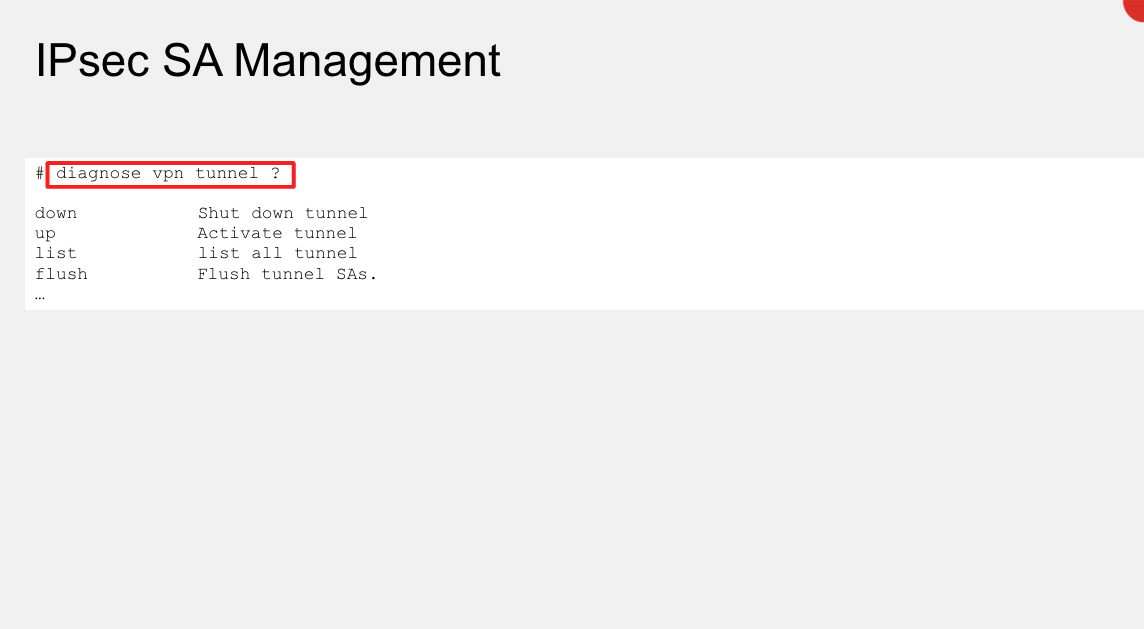 IPsec SA Management
# diagnose vpn tunnel ?
down Shut down tunnel
up Activate tunnel
list list all tunnel
flush Flush tunnel SAs.
…